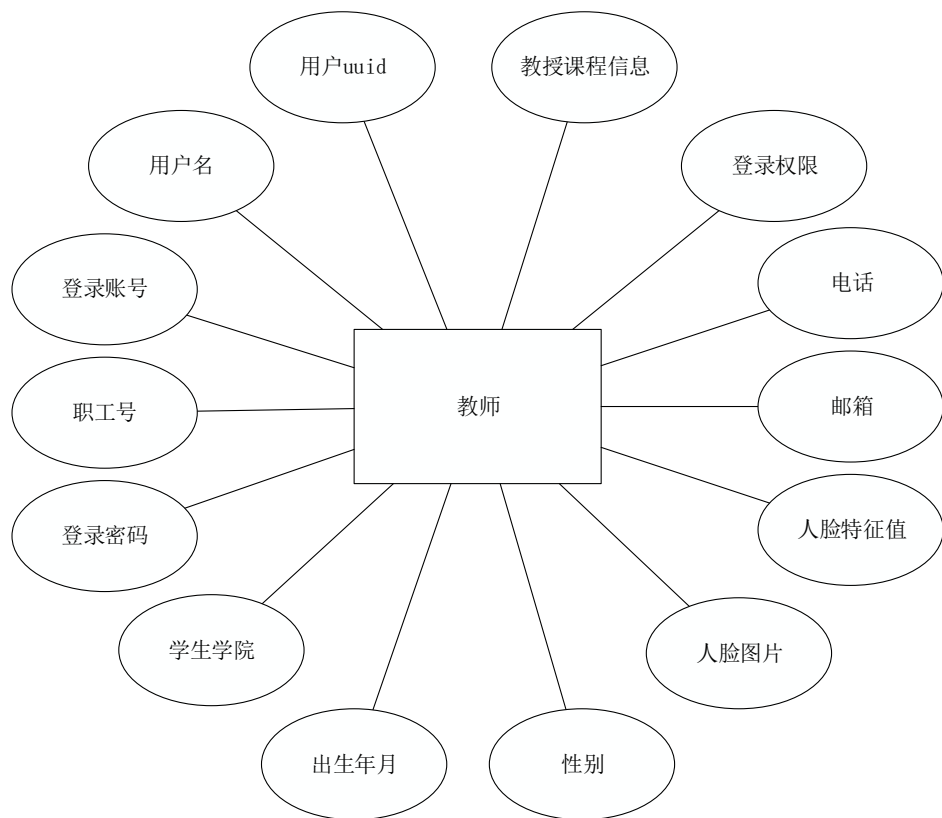 用户uuid
教授课程信息
用户名
登录权限
登录账号
电话
职工号
教师
邮箱
登录密码
人脸特征值
学生学院
人脸图片
出生年月
性别